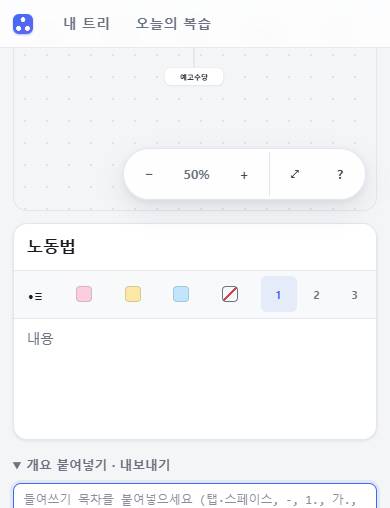 내 트리 오늘의 복습
예고수당
− 50% + ?
노동법
1 2 3
내용
▼ 개요 붙여넣기 · 내보내기
들여쓰기 목차를 붙여넣으세요 (탭·스페이스, -, 1., 가.,